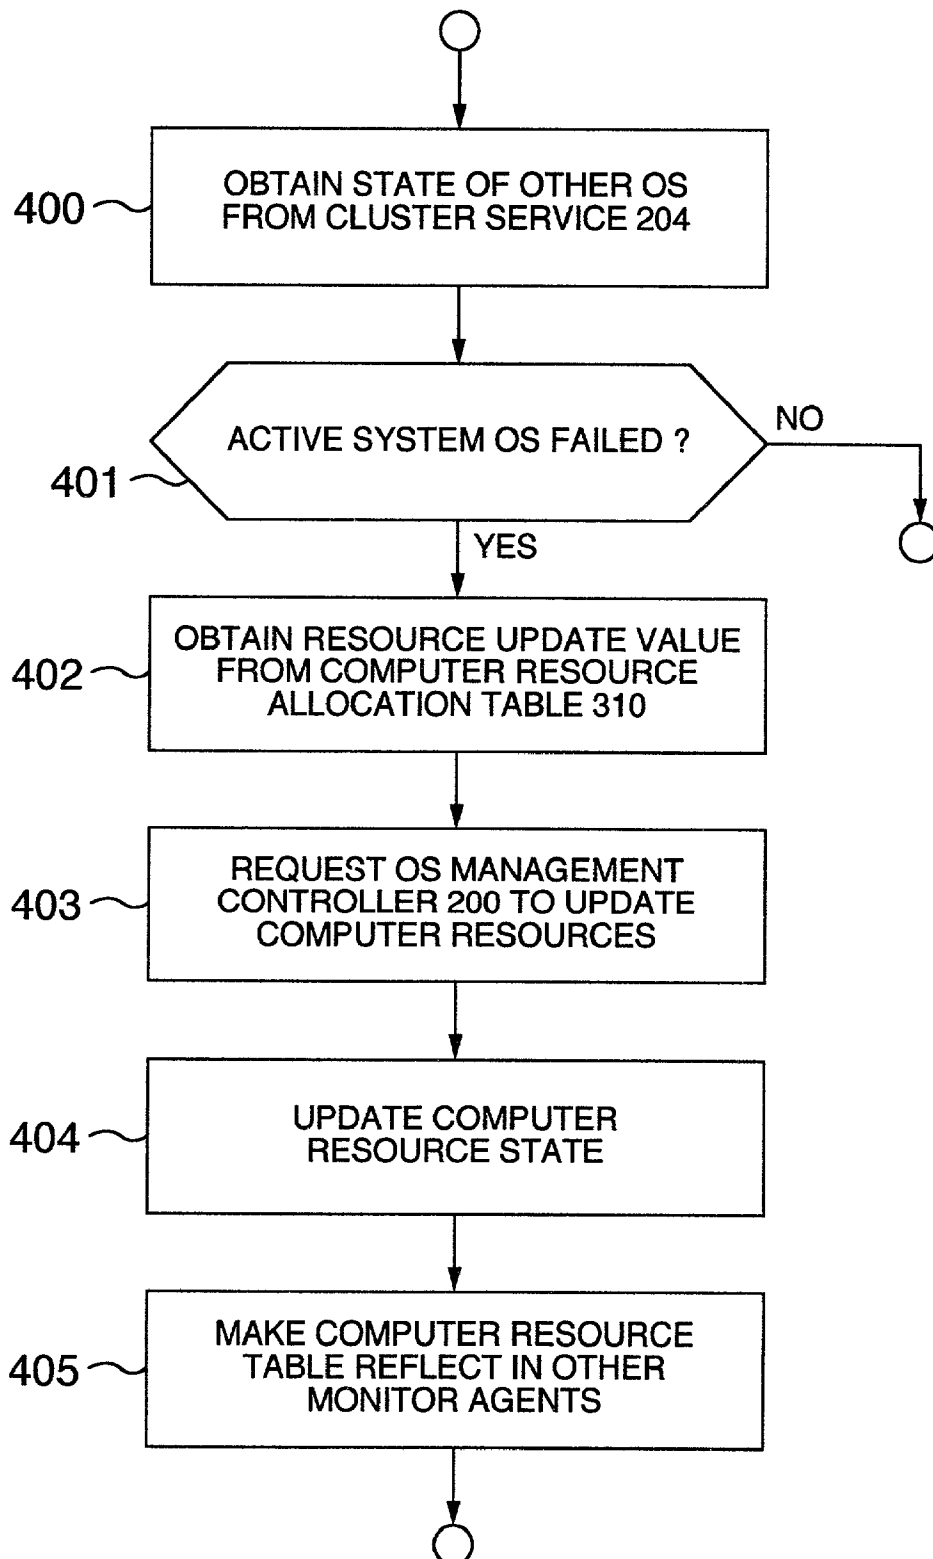 400
OBTAIN STATE OF OTHER OS
FROM CLUSTER SERVICE 204
401
ACTIVE SYSTEM OS FAILED ?
NO
YES
402
OBTAIN RESOURCE UPDATE VALUE
FROM COMPUTER RESOURCE
ALLOCATION TABLE 310
403
REQUEST OS MANAGEMENT
CONTROLLER 200 TO UPDATE
COMPUTER RESOURCES
404
UPDATE COMPUTER
RESOURCE STATE
405
MAKE COMPUTER RESOURCE
TABLE REFLECT IN OTHER
MONITOR AGENTS